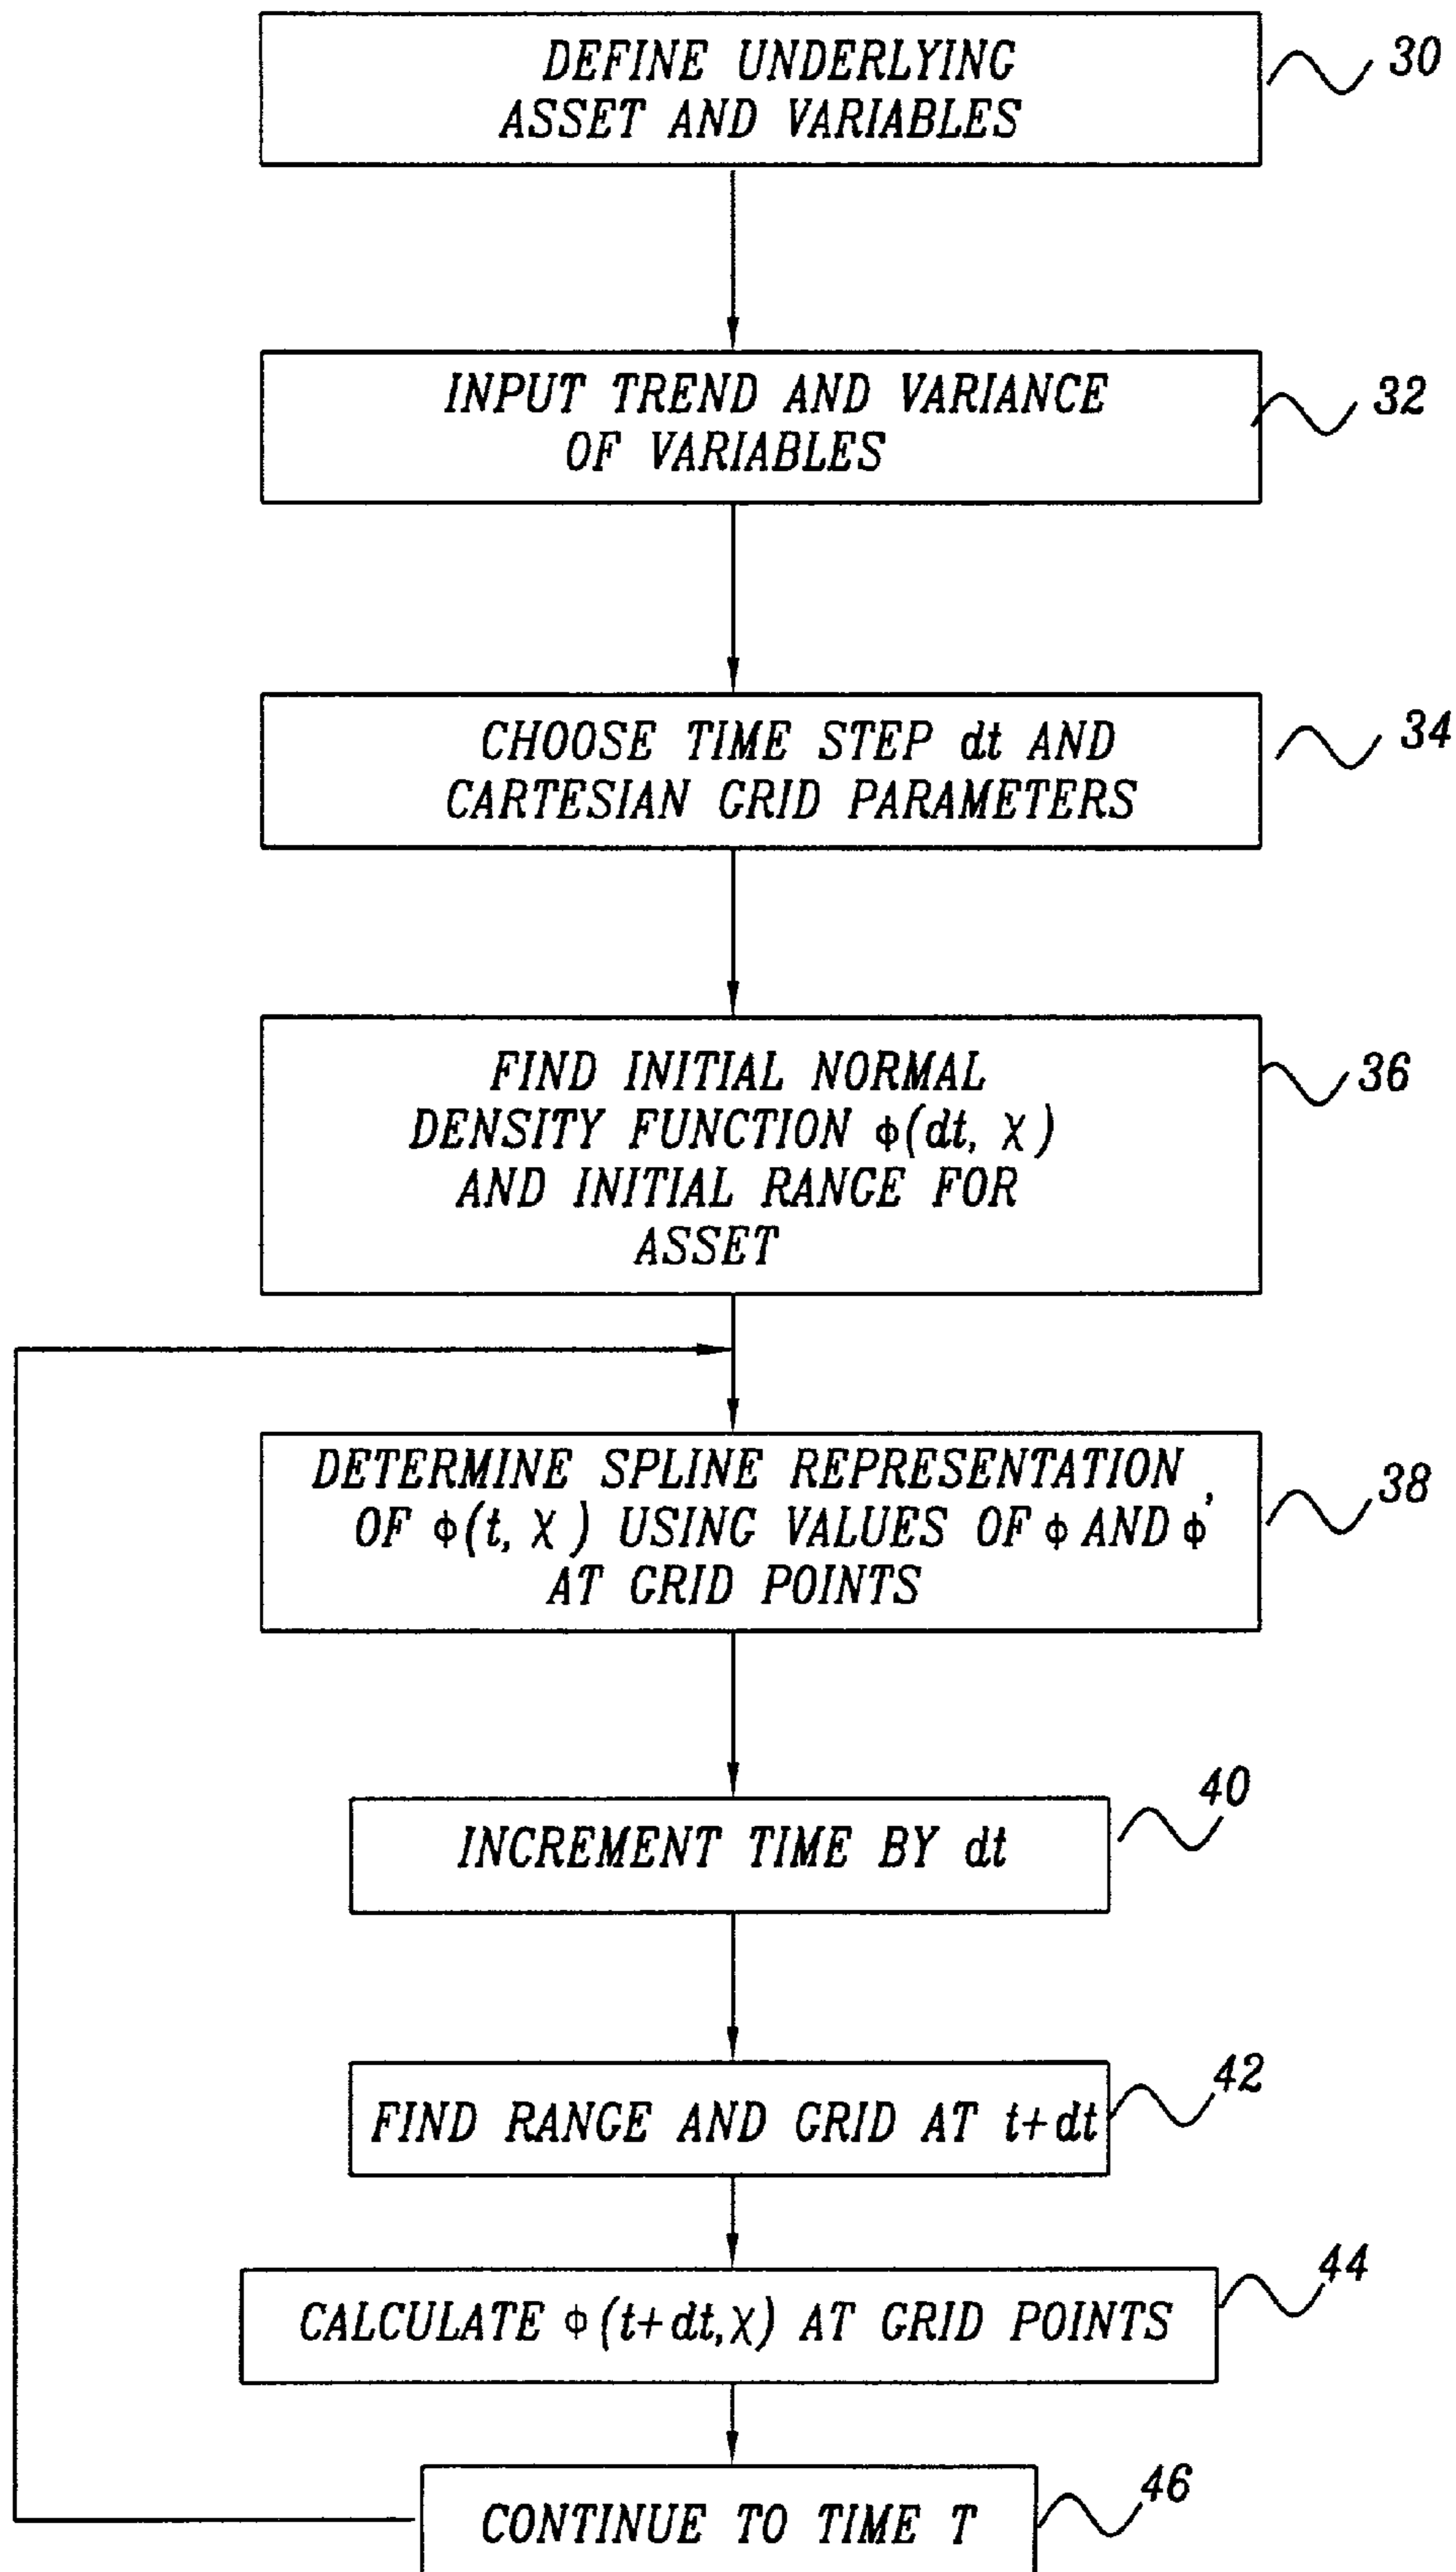 DEFINE UNDERLYING
ASSET AND VARIABLES
30
INPUT TREND AND VARIANCE
OF VARIABLES
32
CHOOSE TIME STEP dt AND
CARTESIAN GRID PARAMETERS
34
FIND INITIAL NORMAL
DENSITY FUNCTION ϕ(dt, χ)
AND INITIAL RANGE FOR
ASSET
36
DETERMINE SPLINE REPRESENTATION
OF ϕ(t, χ) USING VALUES OF ϕ AND ϕ'
AT GRID POINTS
38
INCREMENT TIME BY dt
40
FIND RANGE AND GRID AT t+dt
42
CALCULATE ϕ(t+dt,χ) AT GRID POINTS
44
CONTINUE TO TIME T
46